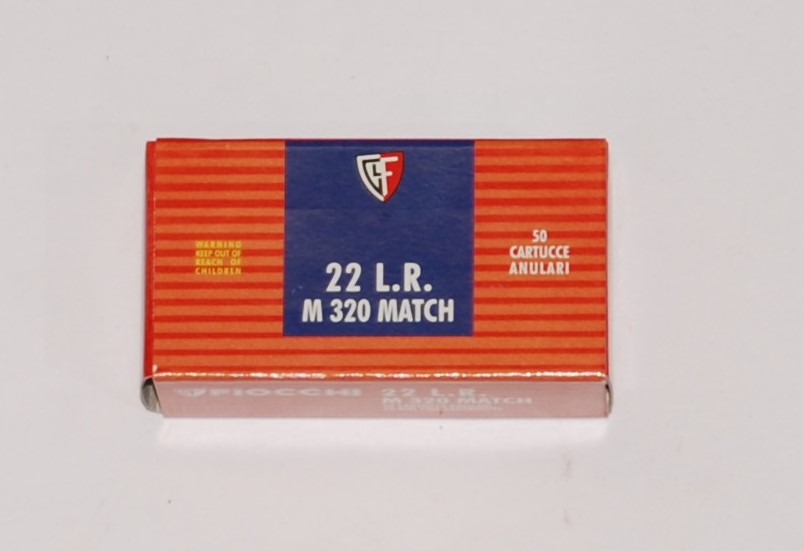 WARNING
KEEP OUT OF
REACH OF
CHILDREN
22 L.R.
M 320 MATCH
50
CARTUCCE
ANULARI
FIOCCHI
22 L.R.
M 320 MATCH